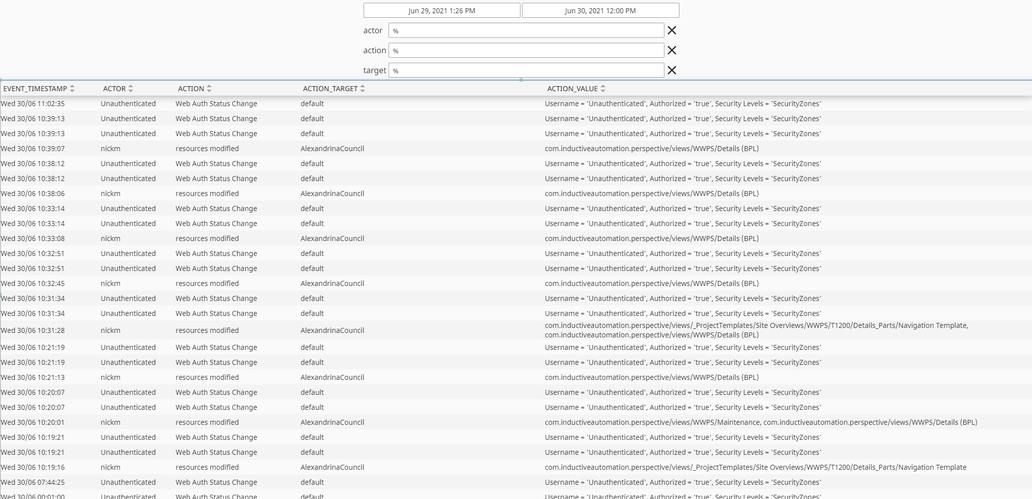 Jun 29, 2021 1:26 PM Jun 30, 2021 12:00 PM
actor %
action %
target %
EVENT_TIMESTAMP ACTOR ACTION ACTION_TARGET ACTION_VALUE
Wed 30/06 11:02:35 Unauthenticated Web Auth Status Change default Username = 'Unauthenticated', Authorized = 'true', Security Levels = 'SecurityZones'
Wed 30/06 10:39:13 Unauthenticated Web Auth Status Change default Username = 'Unauthenticated', Authorized = 'true', Security Levels = 'SecurityZones'
Wed 30/06 10:39:13 Unauthenticated Web Auth Status Change default Username = 'Unauthenticated', Authorized = 'true', Security Levels = 'SecurityZones'
Wed 30/06 10:39:07 nickm resources modified AlexandrinaCouncil com.inductiveautomation.perspective/views/WWPS/Details (BPL)
Wed 30/06 10:38:12 Unauthenticated Web Auth Status Change default Username = 'Unauthenticated', Authorized = 'true', Security Levels = 'SecurityZones'
Wed 30/06 10:38:12 Unauthenticated Web Auth Status Change default Username = 'Unauthenticated', Authorized = 'true', Security Levels = 'SecurityZones'
Wed 30/06 10:38:06 nickm resources modified AlexandrinaCouncil com.inductiveautomation.perspective/views/WWPS/Details (BPL)
Wed 30/06 10:33:14 Unauthenticated Web Auth Status Change default Username = 'Unauthenticated', Authorized = 'true', Security Levels = 'SecurityZones'
Wed 30/06 10:33:14 Unauthenticated Web Auth Status Change default Username = 'Unauthenticated', Authorized = 'true', Security Levels = 'SecurityZones'
Wed 30/06 10:33:08 nickm resources modified AlexandrinaCouncil com.inductiveautomation.perspective/views/WWPS/Details (BPL)
Wed 30/06 10:32:51 Unauthenticated Web Auth Status Change default Username = 'Unauthenticated', Authorized = 'true', Security Levels = 'SecurityZones'
Wed 30/06 10:32:51 Unauthenticated Web Auth Status Change default Username = 'Unauthenticated', Authorized = 'true', Security Levels = 'SecurityZones'
Wed 30/06 10:32:45 nickm resources modified AlexandrinaCouncil com.inductiveautomation.perspective/views/WWPS/Details (BPL)
Wed 30/06 10:31:34 Unauthenticated Web Auth Status Change default Username = 'Unauthenticated', Authorized = 'true', Security Levels = 'SecurityZones'
Wed 30/06 10:31:34 Unauthenticated Web Auth Status Change default Username = 'Unauthenticated', Authorized = 'true', Security Levels = 'SecurityZones'
Wed 30/06 10:31:28 nickm resources modified AlexandrinaCouncil com.inductiveautomation.perspective/views/_ProjectTemplates/Site Overviews/WWPS/T1200/Details_Parts/Navigation Template,
com.inductiveautomation.perspective/views/WWPS/Details (BPL)
Wed 30/06 10:21:19 Unauthenticated Web Auth Status Change default Username = 'Unauthenticated', Authorized = 'true', Security Levels = 'SecurityZones'
Wed 30/06 10:21:19 Unauthenticated Web Auth Status Change default Username = 'Unauthenticated', Authorized = 'true', Security Levels = 'SecurityZones'
Wed 30/06 10:21:13 nickm resources modified AlexandrinaCouncil com.inductiveautomation.perspective/views/WWPS/Details (BPL)
Wed 30/06 10:20:07 Unauthenticated Web Auth Status Change default Username = 'Unauthenticated', Authorized = 'true', Security Levels = 'SecurityZones'
Wed 30/06 10:20:07 Unauthenticated Web Auth Status Change default Username = 'Unauthenticated', Authorized = 'true', Security Levels = 'SecurityZones'
Wed 30/06 10:20:01 nickm resources modified AlexandrinaCouncil com.inductiveautomation.perspective/views/WWPS/Maintenance, com.inductiveautomation.perspective/views/WWPS/Details (BPL)
Wed 30/06 10:19:21 Unauthenticated Web Auth Status Change default Username = 'Unauthenticated', Authorized = 'true', Security Levels = 'SecurityZones'
Wed 30/06 10:19:21 Unauthenticated Web Auth Status Change default Username = 'Unauthenticated', Authorized = 'true', Security Levels = 'SecurityZones'
Wed 30/06 10:19:16 nickm resources modified AlexandrinaCouncil com.inductiveautomation.perspective/views/_ProjectTemplates/Site Overviews/WWPS/T1200/Details_Parts/Navigation Template
Wed 30/06 07:44:25 Unauthenticated Web Auth Status Change default Username = 'Unauthenticated', Authorized = 'true', Security Levels = 'SecurityZones'
Wed 30/06 00:01:00 Unauthenticated Web Auth Status Change default Username = 'Unauthenticated', Authorized = 'true', Security Levels = 'SecurityZones'